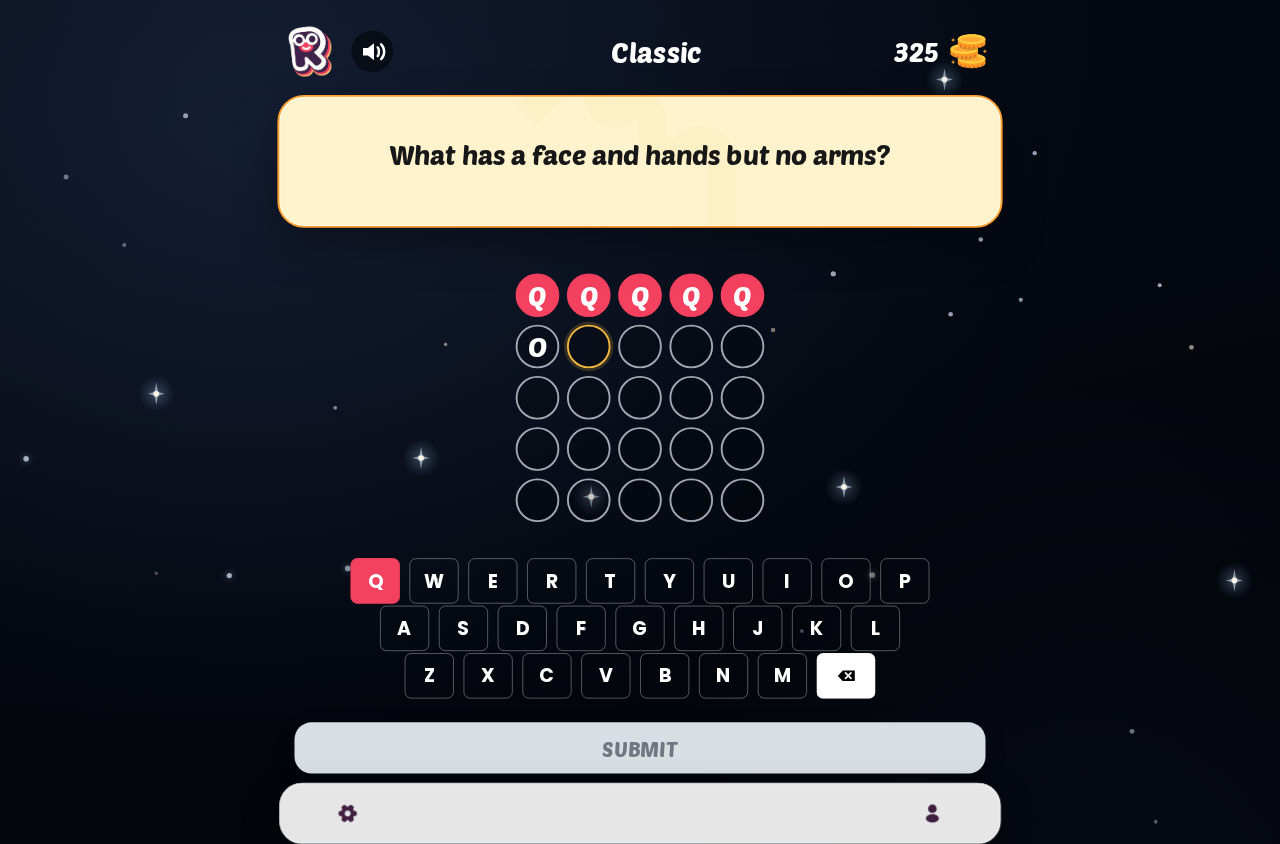 R
Classic
325
What has a face and hands but no arms?
Q Q Q Q Q
O
Q W E R T Y U I O P
A S D F G H J K L
Z X C V B N M
SUBMIT